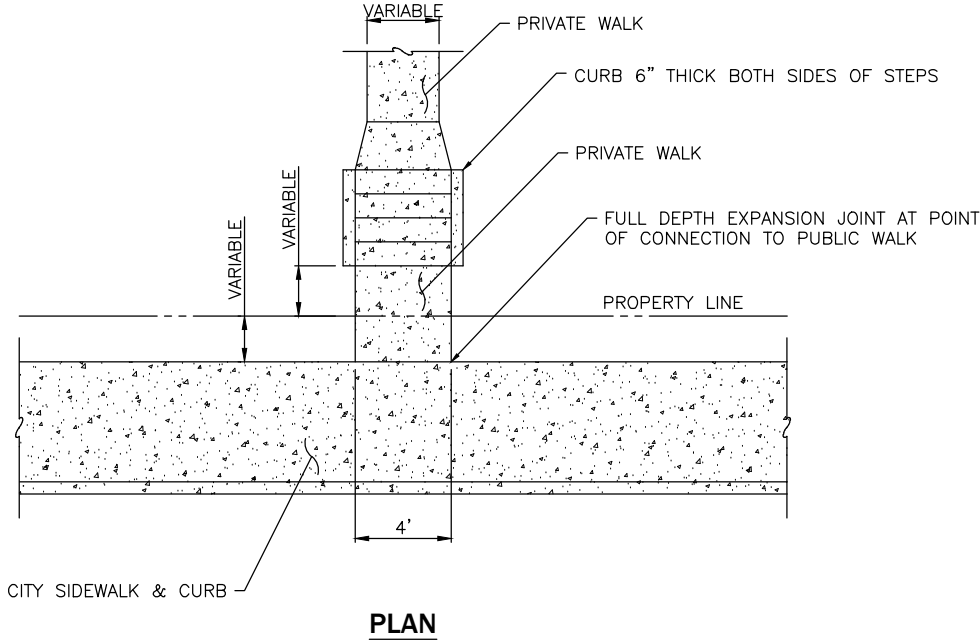 VARIABLE
PRIVATE WALK
CURB 6” THICK BOTH SIDES OF STEPS
PRIVATE WALK
VARIABLE
VARIABLE
FULL DEPTH EXPANSION JOINT AT POINT
OF CONNECTION TO PUBLIC WALK
PROPERTY LINE
4'
CITY SIDEWALK & CURB
PLAN